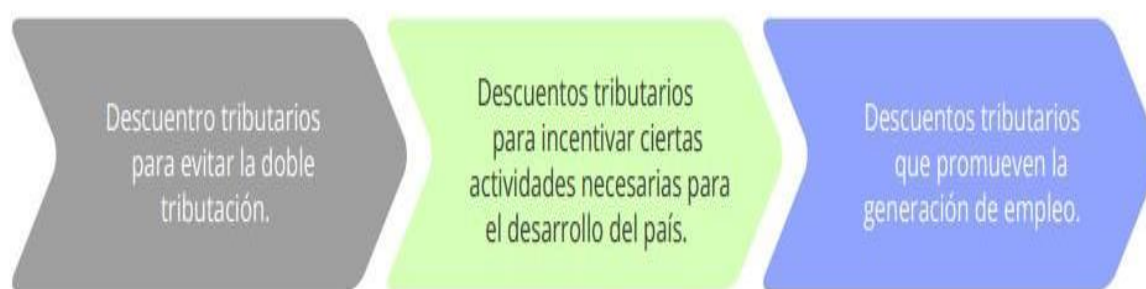 Descuentro tributarios
para evitar la doble
tributación.
Descuentos tributarios
para incentivar ciertas
actividades necesarias para
el desarrollo del país.
Descuentos tributarios
que promueven la
generación de empleo.